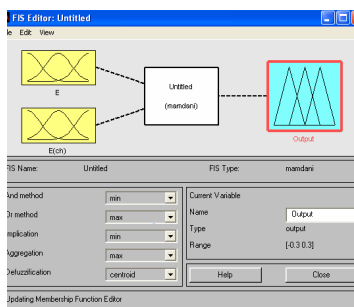 FIS Editor: Untitled
le Edit View
E
E(ch)
Untitled
(mamdani)
Output
FIS Name: Untitled FIS Type: mamdani
And method min
Or method max
mplication min
Aggregation max
Defuzzification centroid
Current Variable
Name Output
Type output
Range [-0.3 0.3]
Help Close
Updating Membership Function Editor